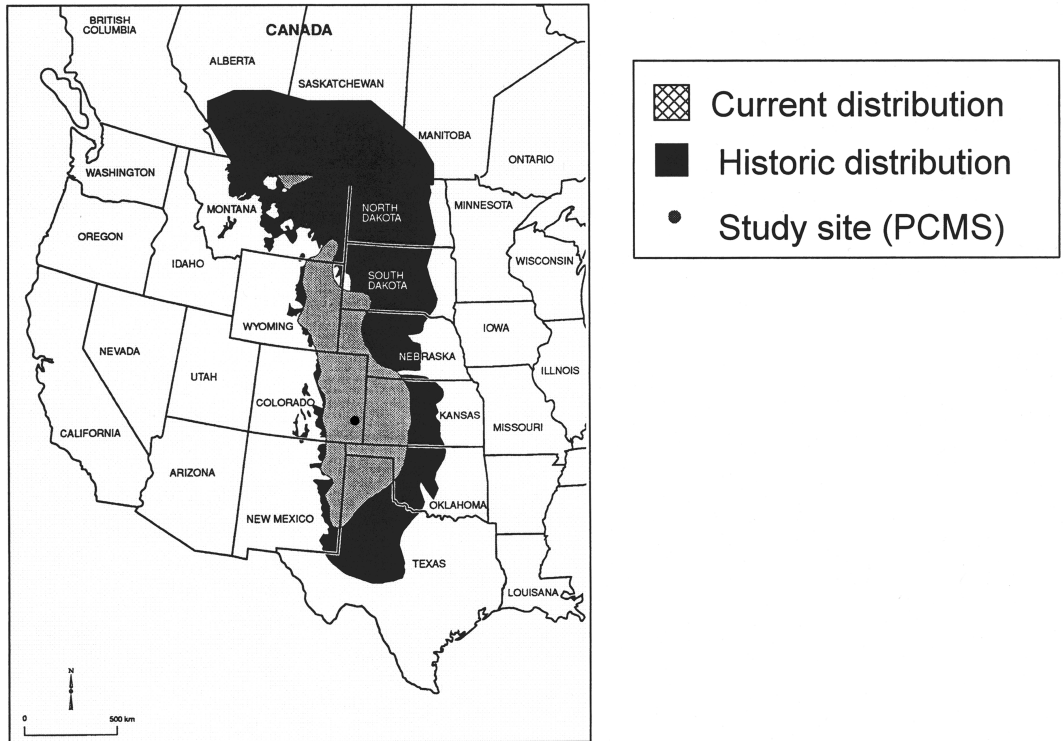 BRITISH
COLUMBIA
CANADA
ALBERTA
SASKATCHEWAN
MANITOBA
ONTARIO
WASHINGTON
MONTANA
NORTH
DAKOTA
MINNESOTA
OREGON
IDAHO
SOUTH
DAKOTA
WISCONSIN
WYOMING
IOWA
NEVADA
NEBRASKA
ILLNOIS
UTAH
COLORADO
KANSAS
MISSOURI
CALIFORNIA
ARIZONA
OKLAHOMA
NEW MEXICO
TEXAS
LOUISANA
N
0 500 km
Current distribution
Historic distribution
Study site (PCMS)